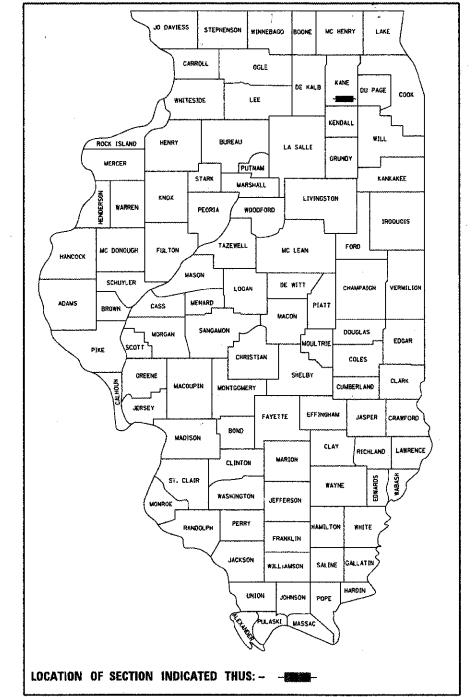 JO DAVIESS STEPHENSON WINNEBAGO BOONE MC HENRY LAKE
CARROLL OGLE DE KALB KANE DU PAGE COOK
WHITESIDE LEE
KENDALL WILL
ROCK ISLAND HENRY BUREAU LA SALLE GRUNDY
MERCER PUTNAM KANKAKEE
STARK MARSHALL
HENDERSON WARREN KNOX PEORIA WOODFORD LIVINGSTON IROQUOIS
HANCOCK MC DONOUGH FULTON TAZEWELL MC LEAN FORD
MASON
SCHUYLER LOGAN DE WITT CHAMPAIGN VERMILION
ADAMS BROWN CASS MENARD PIATT
MACON
MORGAN SANGAMON DOUGLAS
PIKE SCOTT CHRISTIAN MOULTRIE EDGAR
COLES
GREENE MACOUPIN MONTGOMERY SHELBY CUMBERLAND CLARK
CALHOUN
JERSEY FAYETTE EFFINGHAM JASPER CRAWFORD
MADISON BOND
CLAY RICHLAND LAWRENCE
CLINTON MARION
ST. CLAIR WAYNE EDWARDS WABASH
WASHINGTON JEFFERSON
MONROE
RANDOLPH PERRY HAMILTON WHITE
FRANKLIN
JACKSON WILLIAMSON SALINE GALLATIN
UNION JOHNSON POPE HARDIN
ALEXANDER PULASKI MASSAC
LOCATION OF SECTION INDICATED THUS: -